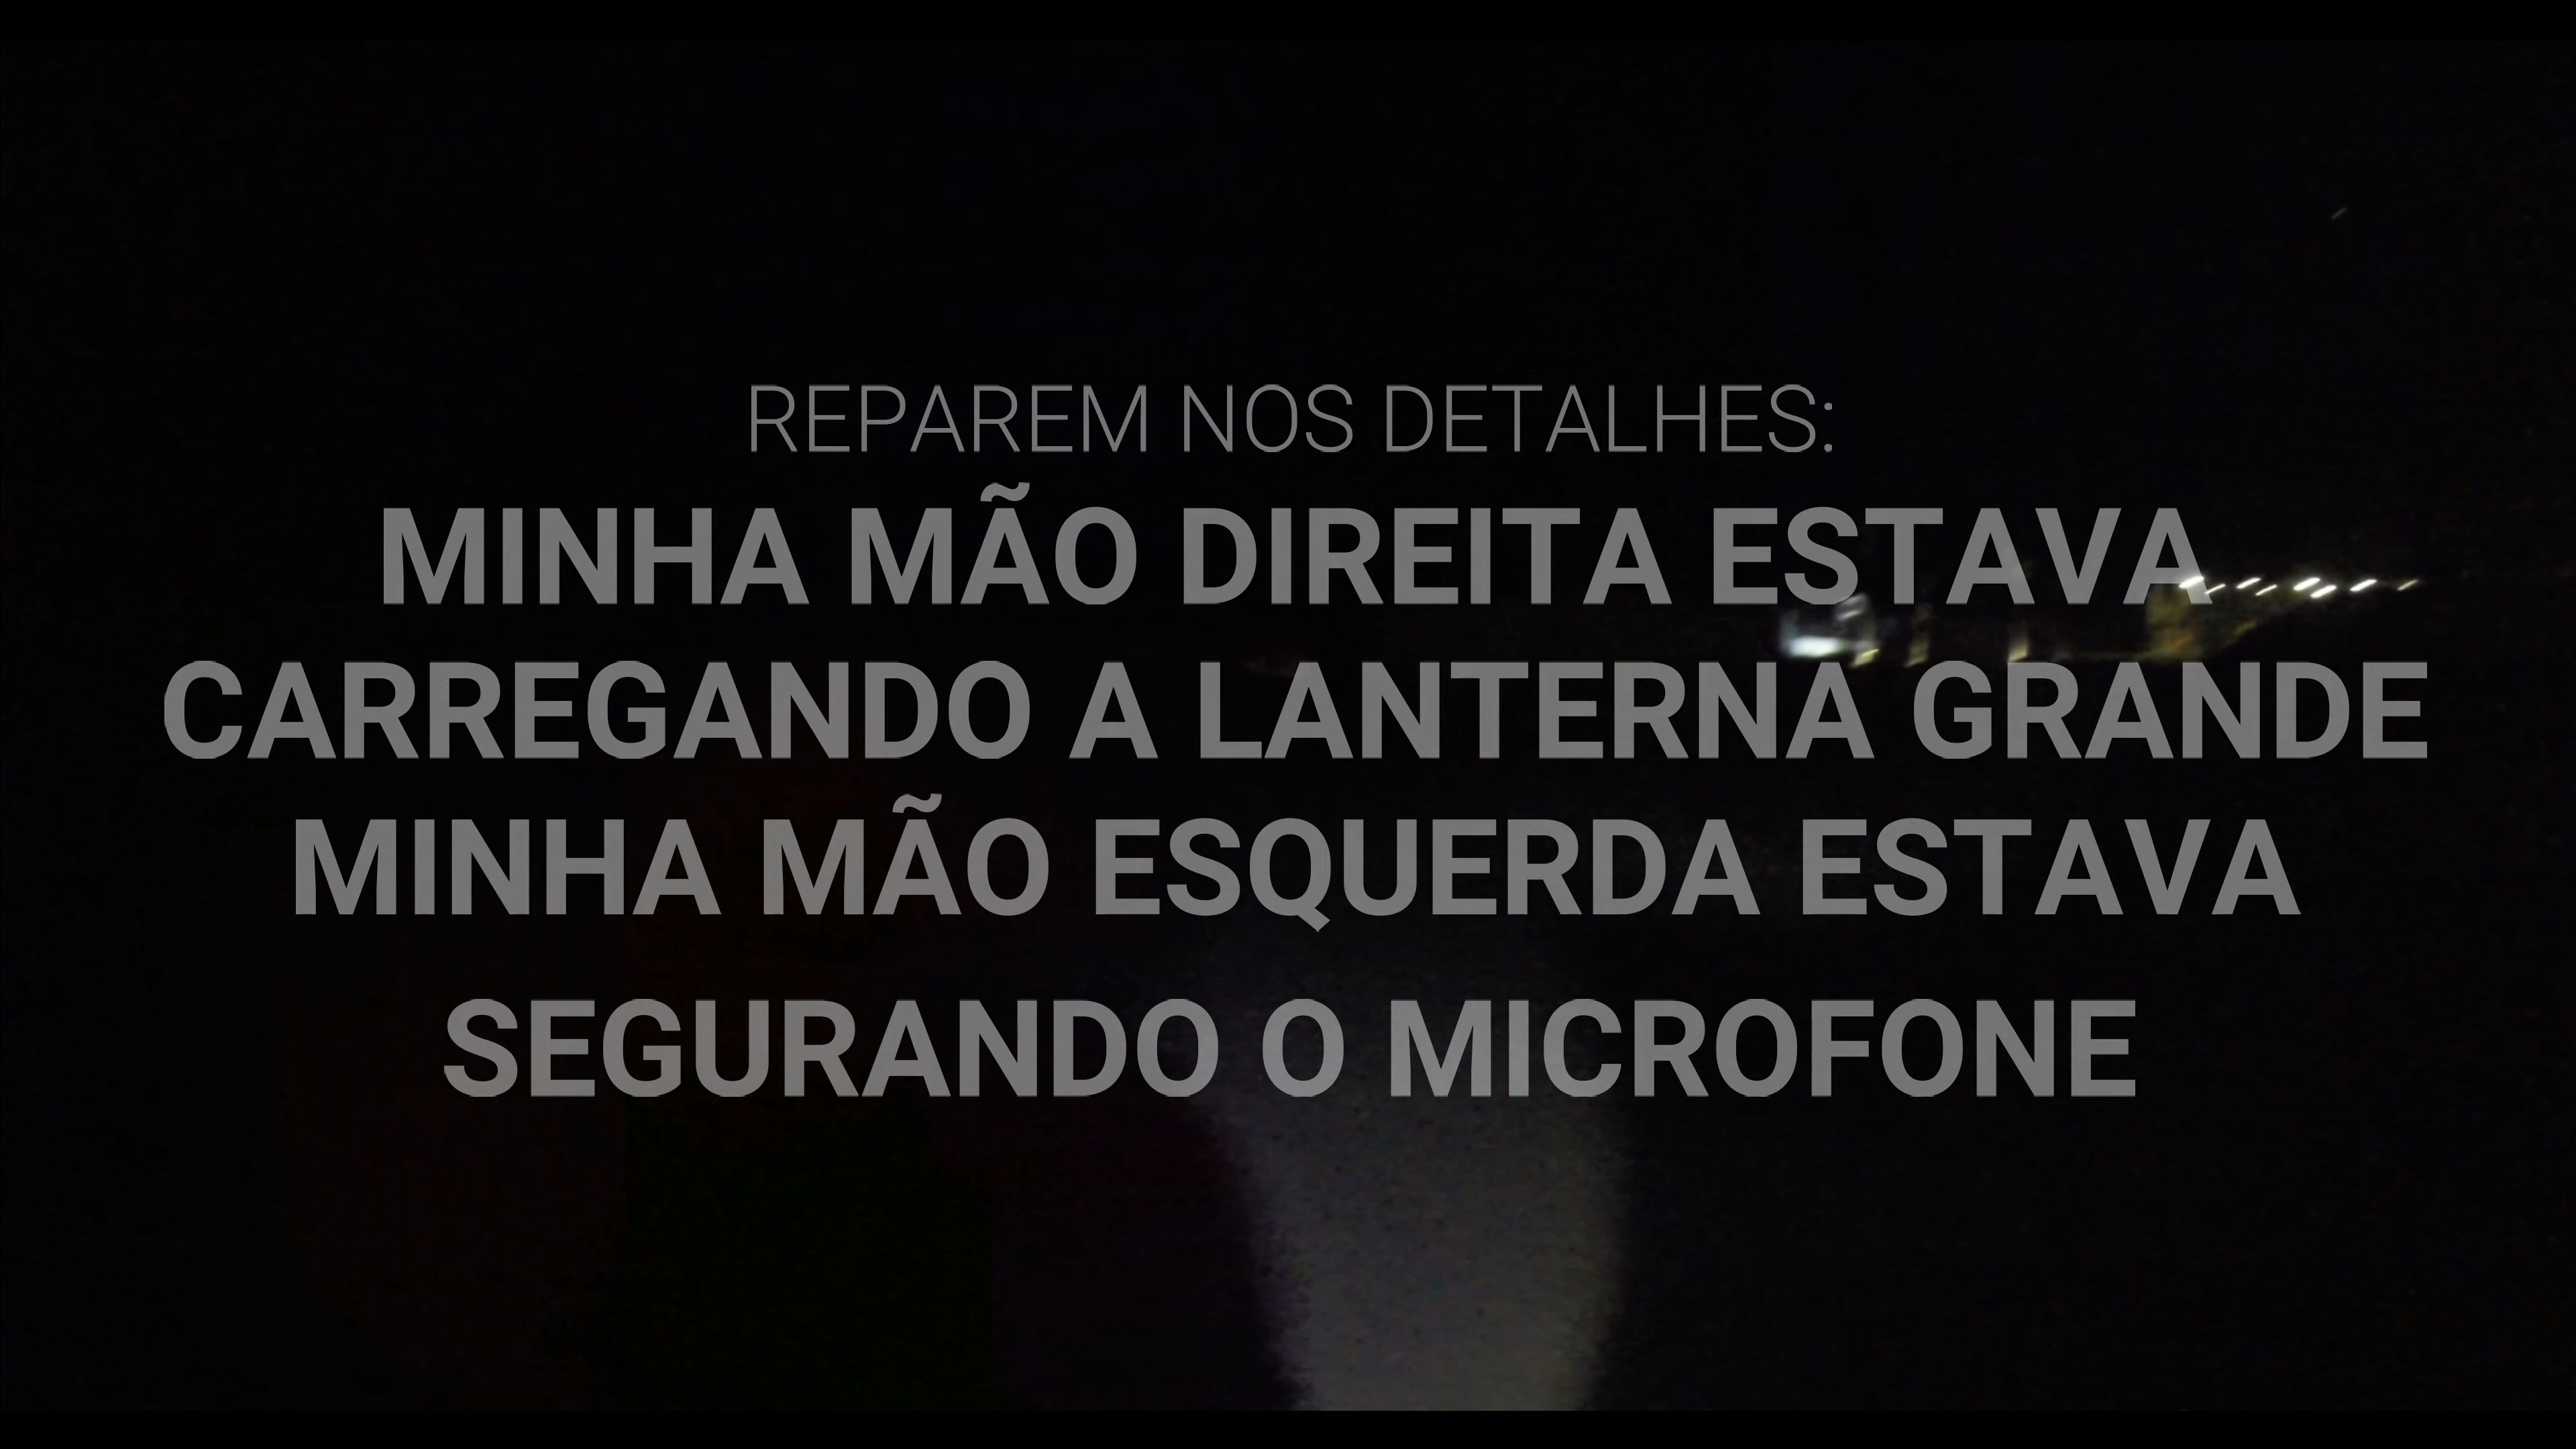 REPAREM NOS DETALHES:
MINHA MÃO DIREITA ESTAVA
CARREGANDO A LANTERNA GRANDE
MINHA MÃO ESQUERDA ESTAVA
SEGURANDO O MICROFONE